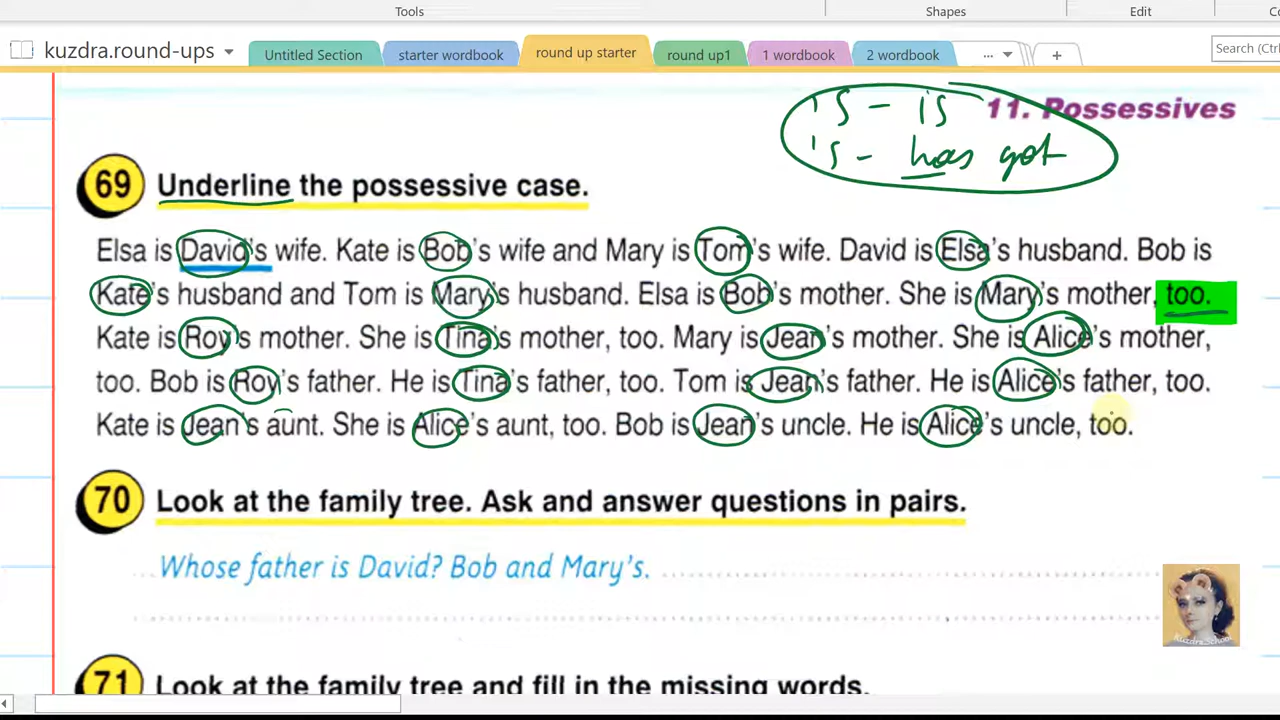 Tools Shapes Edit
kuzdra.round-ups Untitled Section starter wordbook round up starter round up1 1 wordbook 2 wordbook ... + Search (Ctrl
's - is 11. Possessives
's - has got
69 Underline the possessive case.
Elsa is David's wife. Kate is Bob's wife and Mary is Tom's wife. David is Elsa's husband. Bob is
Kate's husband and Tom is Mary's husband. Elsa is Bob's mother. She is Mary's mother, too.
Kate is Roy's mother. She is Tina's mother, too. Mary is Jean's mother. She is Alice's mother,
too. Bob is Roy's father. He is Tina's father, too. Tom is Jean's father. He is Alice's father, too.
Kate is Jean's aunt. She is Alice's aunt, too. Bob is Jean's uncle. He is Alice's uncle, too.
70 Look at the family tree. Ask and answer questions in pairs.
Whose father is David? Bob and Mary's.
Kuzdra.School
71 Look at the family tree and fill in the missing words.